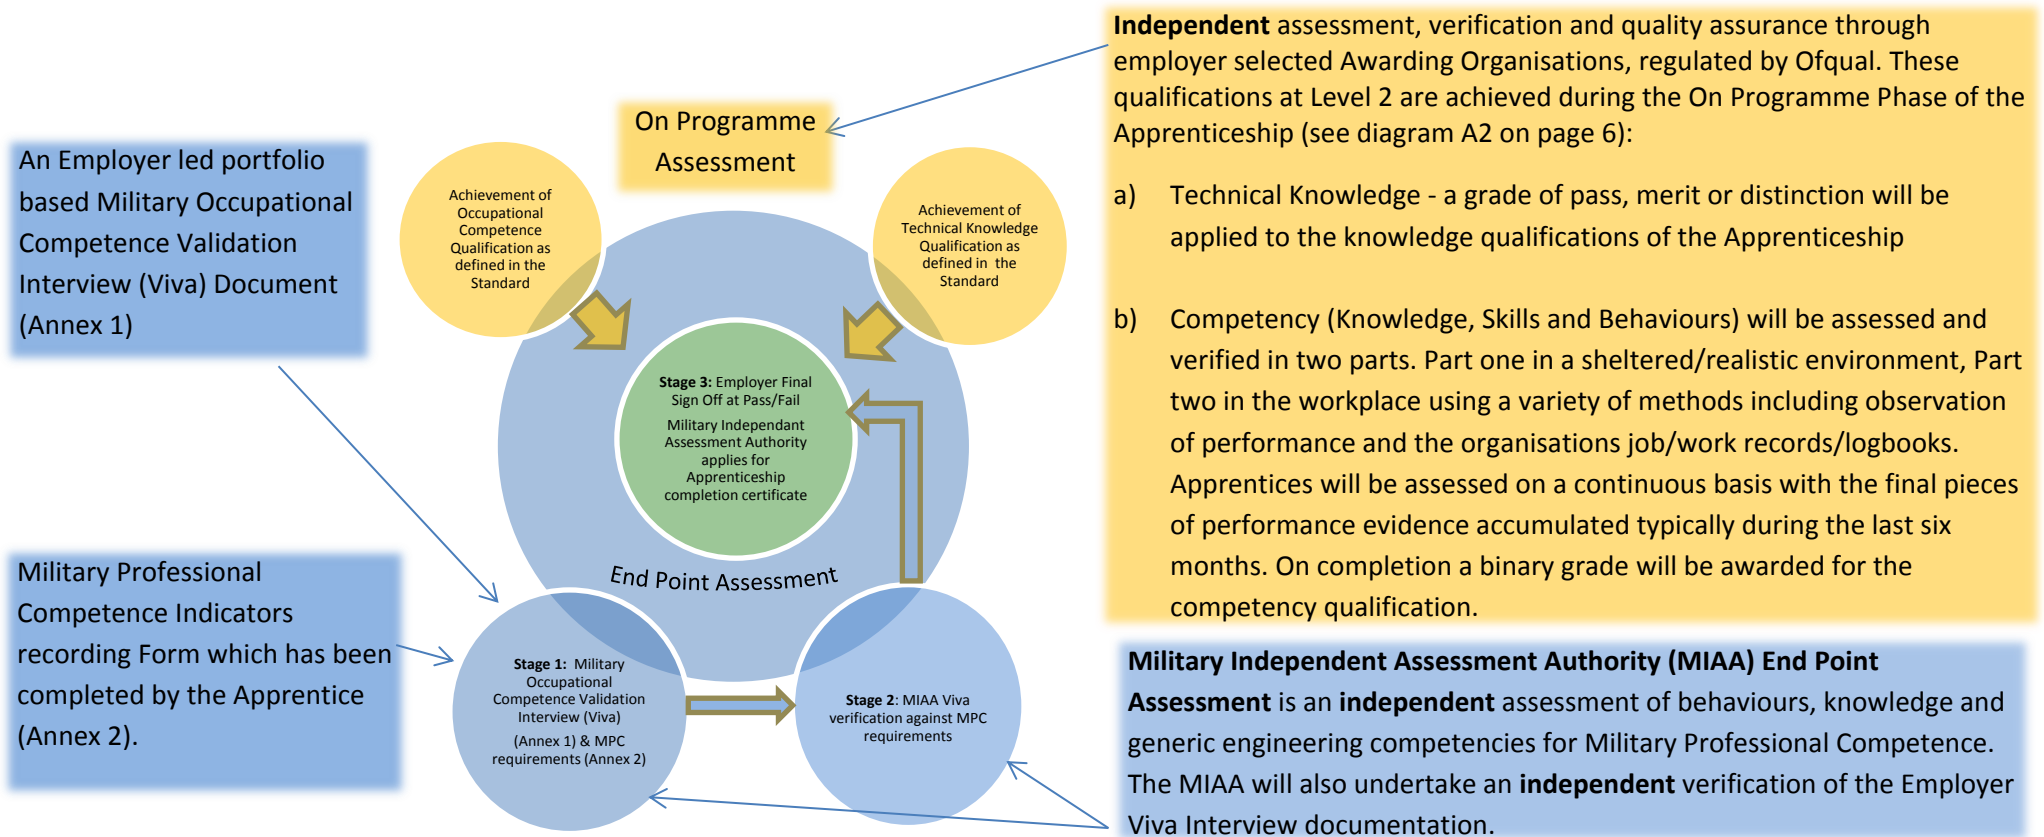 An Employer led portfolio
based Military Occupational
Competence Validation
Interview (Viva) Document
(Annex 1)
Military Professional
Competence Indicators
recording Form which has been
completed by the Apprentice
(Annex 2).
On Programme
Assessment
Achievement of
Occupational
Competence
Qualification as
defined in the
Standard
Achievement of
Technical Knowledge
Qualification as
defined in  the
Standard
Stage 3: Employer Final
Sign Off at Pass/Fail
Military Independant
Assessment Authority
applies for
Apprenticeship
completion certificate
End Point Assessment
Stage 1:  Military
Occupational
Competence Validation
Interview (Viva)
(Annex 1) & MPC
requirements (Annex 2)
Stage 2: MIAA Viva
verification against MPC
requirements
Independent assessment, verification and quality assurance through
employer selected Awarding Organisations, regulated by Ofqual. These
qualifications at Level 2 are achieved during the On Programme Phase of the
Apprenticeship (see diagram A2 on page 6):
a) Technical Knowledge - a grade of pass, merit or distinction will be
applied to the knowledge qualifications of the Apprenticeship
b) Competency (Knowledge, Skills and Behaviours) will be assessed and
verified in two parts. Part one in a sheltered/realistic environment, Part
two in the workplace using a variety of methods including observation
of performance and the organisations job/work records/logbooks.
Apprentices will be assessed on a continuous basis with the final pieces
of performance evidence accumulated typically during the last six
months. On completion a binary grade will be awarded for the
competency qualification.
Military Independent Assessment Authority (MIAA) End Point
Assessment is an independent assessment of behaviours, knowledge and
generic engineering competencies for Military Professional Competence.
The MIAA will also undertake an independent verification of the Employer
Viva Interview documentation.